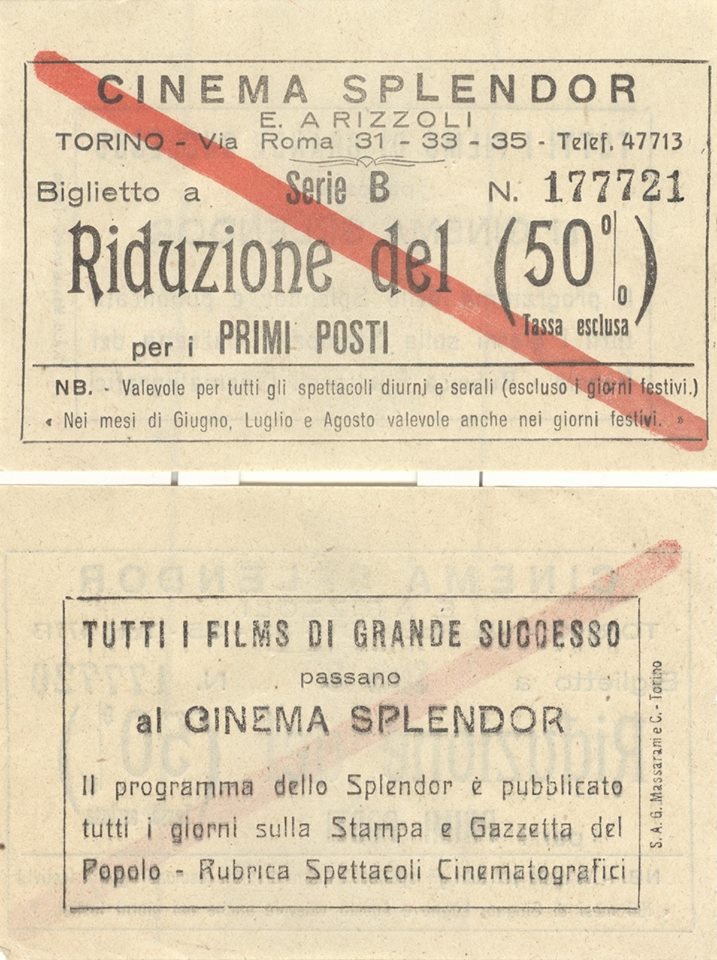 CINEMA SPLENDOR
E. A RIZZOLI
TORINO - Via Roma 31 - 33 - 35 - Telef. 47713
Biglietto a Serie B N. 177721
Riduzione del (50%)
Tassa esclusa
per i PRIMI POSTI
NB. - Valevole per tutti gli spettacoli diurni e serali (escluso i giorni festivi.)
« Nei mesi di Giugno, Luglio e Agosto valevole anche nei giorni festivi. »
TUTTI I FILMS DI GRANDE SUCCESSO
passano
al CINEMA SPLENDOR
Il programma dello Splendor è pubblicato
tutti i giorni sulla Stampa e Gazzetta del
Popolo - Rubrica Spettacoli Cinematografici
S. A. G. Massaram e C. - Torino